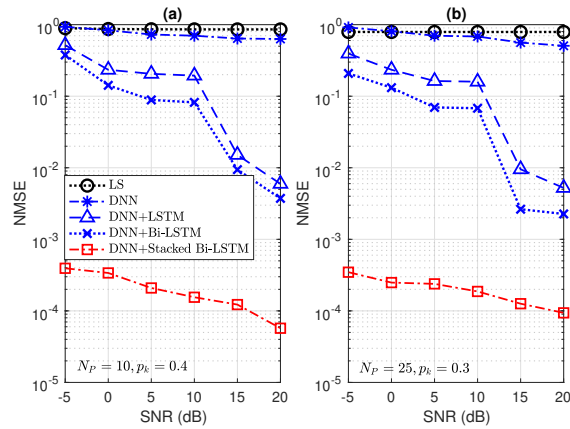 (a)
10^0
10^-1
10^-2
10^-3
10^-4
10^-5
NMSE
LS
DNN
DNN+LSTM
DNN+Bi-LSTM
DNN+Stacked Bi-LSTM
N_P = 10, p_k = 0.4
-5 0 5 10 15 20
SNR (dB)
(b)
10^0
10^-1
10^-2
10^-3
10^-4
10^-5
NMSE
N_P = 25, p_k = 0.3
-5 0 5 10 15 20
SNR (dB)